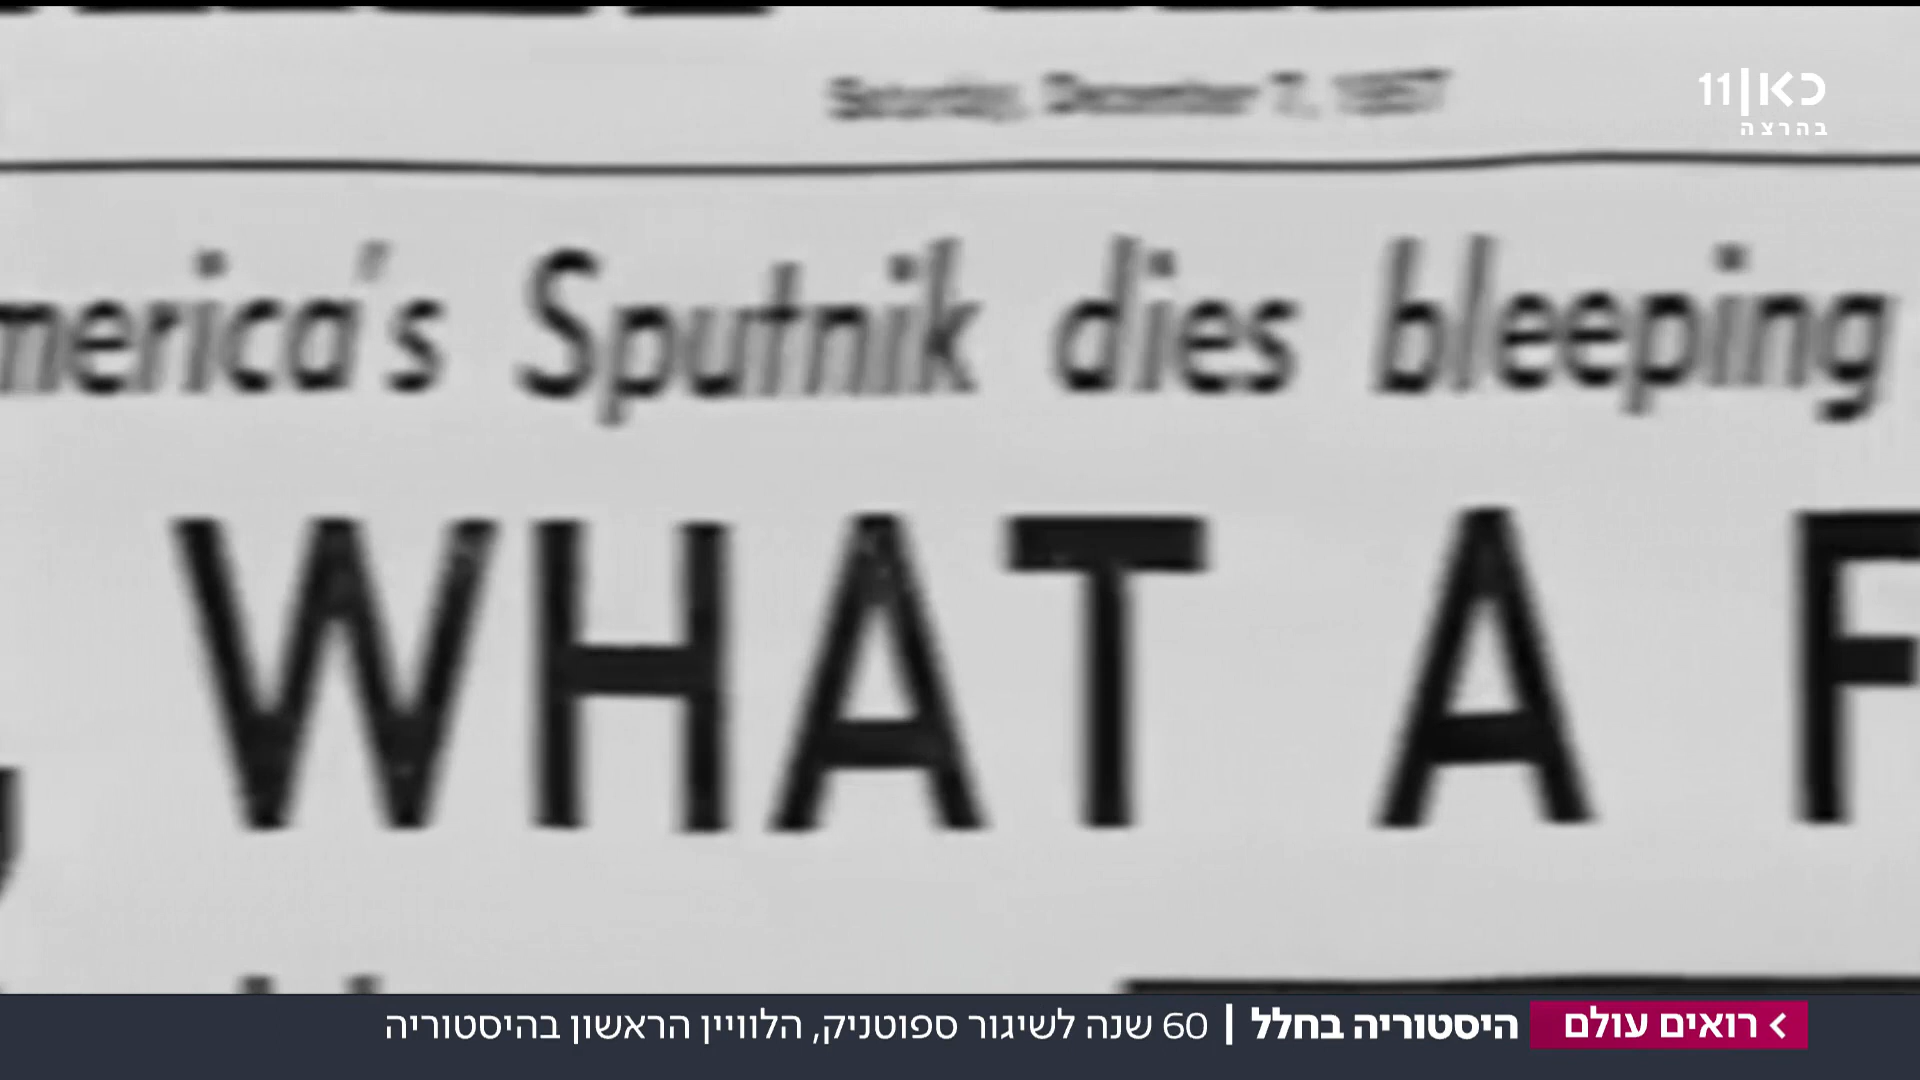 Saturday, December 7, 1957
כאן|11
בהרצה
merica's Sputnik dies bleeping
WHAT A F
רואים עולם היסטוריה בחלל | 60 שנה לשיגור ספוטניק, הלוויין הראשון בהיסטוריה